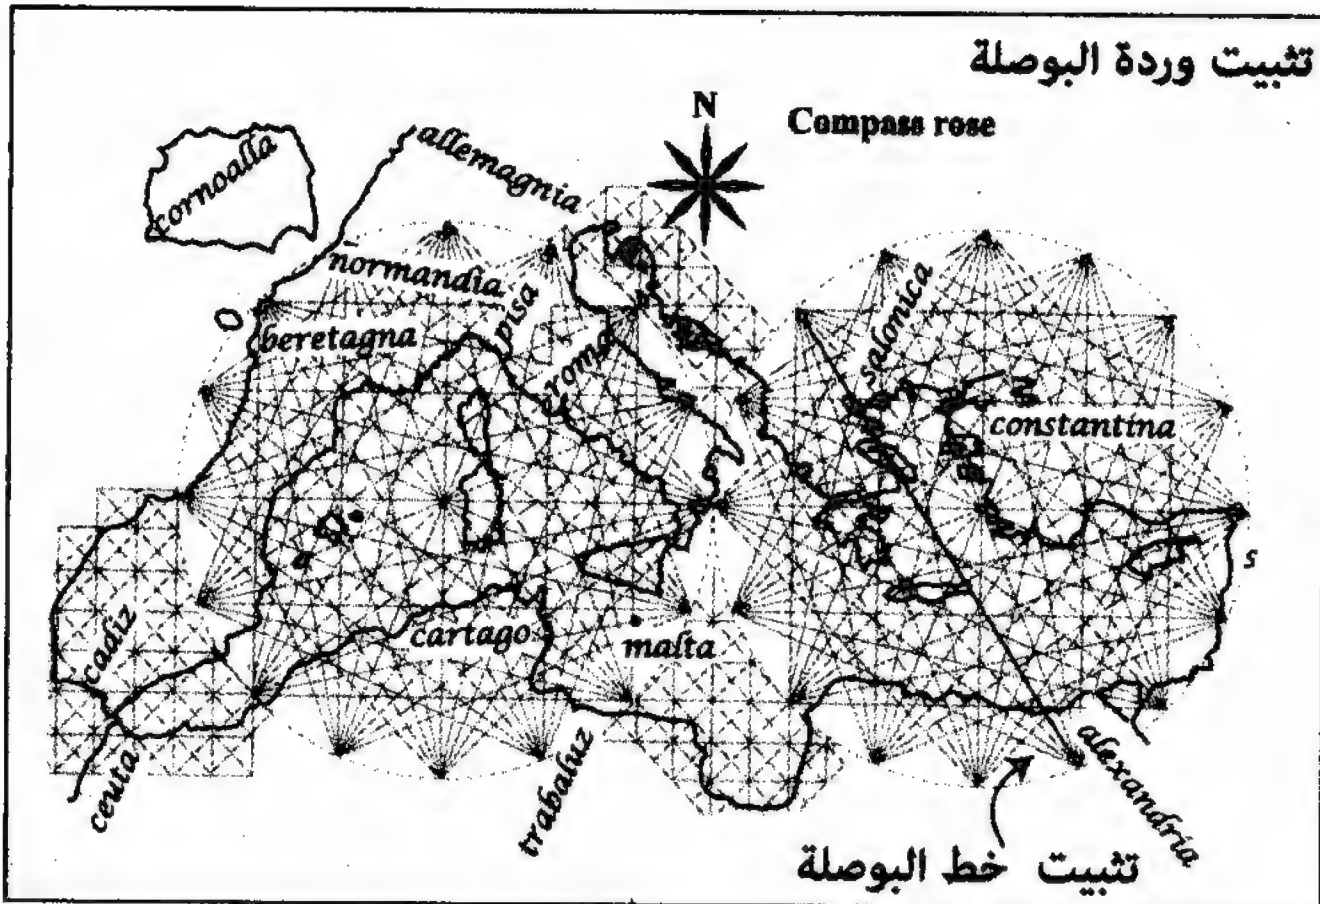 تثبيت وردة البوصلة
N
Compass rose
allemagnia
cornoalla
normandia
pisa
salonica
beretagna
roma
constantina
s
a
cadiz
cartago
malta
ceuta
trabaluz
alexandria
تثبيت خط البوصلة